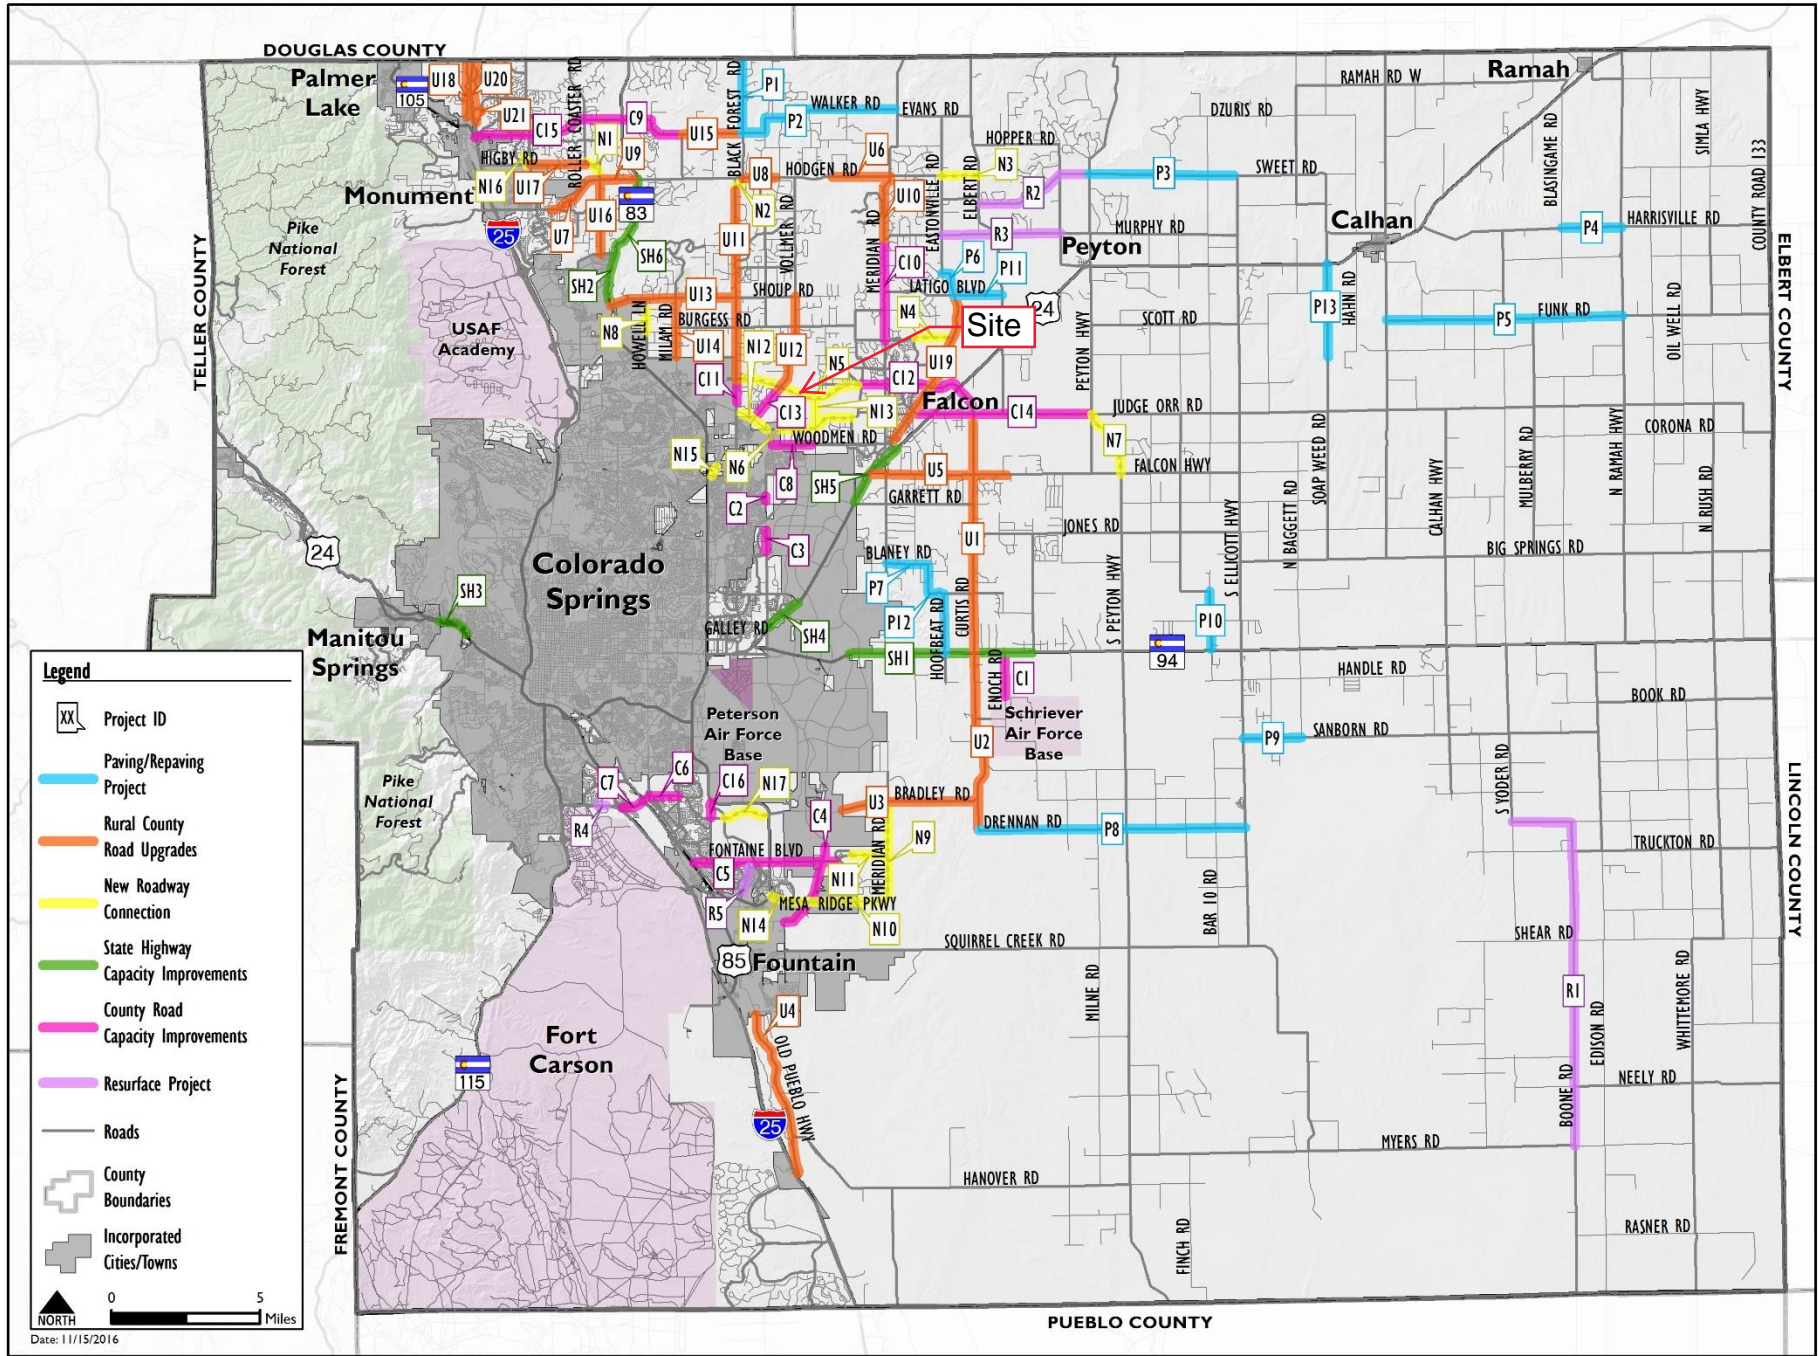 DOUGLAS COUNTY
Palmer
Lake
105
U18
U20
U21
C15
ROLLER COASTER RD
C9
U15
BLACK FOREST RD
P1
P2
WALKER RD
EVANS RD
RAMAH RD W
Ramah
DZURIS RD
SIMLA HWY
HIGBY RD
N1
U9
N16
U17
Monument
U7
U16
83
25
U8
HODGEN RD
U6
N2
U11
VOLLMER RD
MERIDIAN RD
U10
EASTONVILLE RD
ELBERT RD
HOPPER RD
N3
R2
P3
SWEET RD
BLASINGAME RD
COUNTY ROAD 133
R3
MURPHY RD
Peyton
Calhan
P4
HARRISVILLE RD
Pike
National
Forest
TELLER COUNTY
ELBERT COUNTY
SH6
SH2
C10
P6
P11
LATIGO BLVD
24
U13
SHOUP RD
N4
Site
P13
HAHN RD
P5
FUNK RD
OIL WELL RD
SCOTT RD
PEYTON HWY
USAF
Academy
N8
HOWELL LN
MILAM RD
BURGESS RD
U14
N12
U12
N5
U19
C11
C12
C13
N13
Falcon
C14
JUDGE ORR RD
WOODMEN RD
N7
N15
N6
C8
SH5
U5
FALCON HWY
GARRETT RD
C2
C3
U1
JONES RD
SOAP WEED RD
N BAGGETT RD
CALHAN HWY
MULBERRY RD
N RAMAH HWY
CORONA RD
N RUSH RD
BIG SPRINGS RD
24
Colorado
Springs
BLANEY RD
P7
P12
HOOFBEAT RD
CURTIS RD
S PEYTON HWY
S ELLICOTT HWY
P10
SH3
Manitou
Springs
GALLEY RD
SH4
SH1
94
ENOCH RD
C1
HANDLE RD
BOOK RD
Peterson
Air Force
Base
Schriever
Air Force
Base
U2
P9
SANBORN RD
S YODER RD
LINCOLN COUNTY
Pike
National
Forest
C7
C6
C16
N17
R4
C4
U3
BRADLEY RD
DRENNAN RD
P8
TRUCKTON RD
FONTAINE BLVD
C5
MERIDIAN RD
N9
N11
R5
N14
MESA RIDGE PKWY
N10
BAR 10 RD
SQUIRREL CREEK RD
SHEAR RD
85
Fountain
U4
MILNE RD
R1
EDISON RD
WHITTEMORE RD
Fort
Carson
115
OLD PUEBLO HWY
25
BOONE RD
NEELY RD
MYERS RD
HANOVER RD
FREMONT COUNTY
FINCH RD
RASNER RD
PUEBLO COUNTY
Legend
XX
Project ID
Paving/Repaving
Project
Rural County
Road Upgrades
New Roadway
Connection
State Highway
Capacity Improvements
County Road
Capacity Improvements
Resurface Project
Roads
County
Boundaries
Incorporated
Cities/Towns
NORTH
0
5
Miles
Date: 11/15/2016